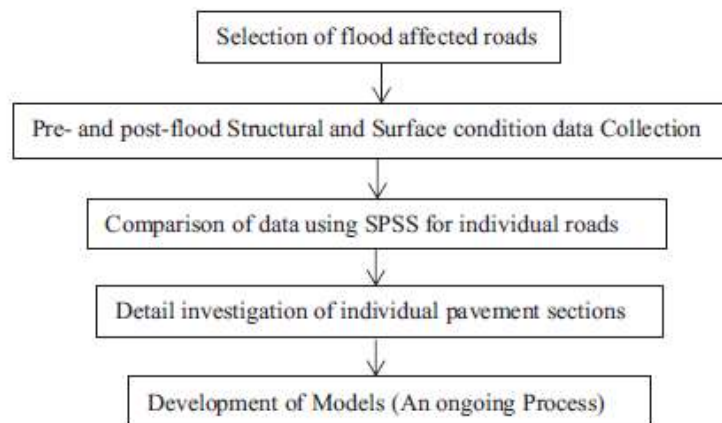 Selection of flood affected roads
Pre- and post-flood Structural and Surface condition data Collection
Comparison of data using SPSS for individual roads
Detail investigation of individual pavement sections
Development of Models (An ongoing Process)